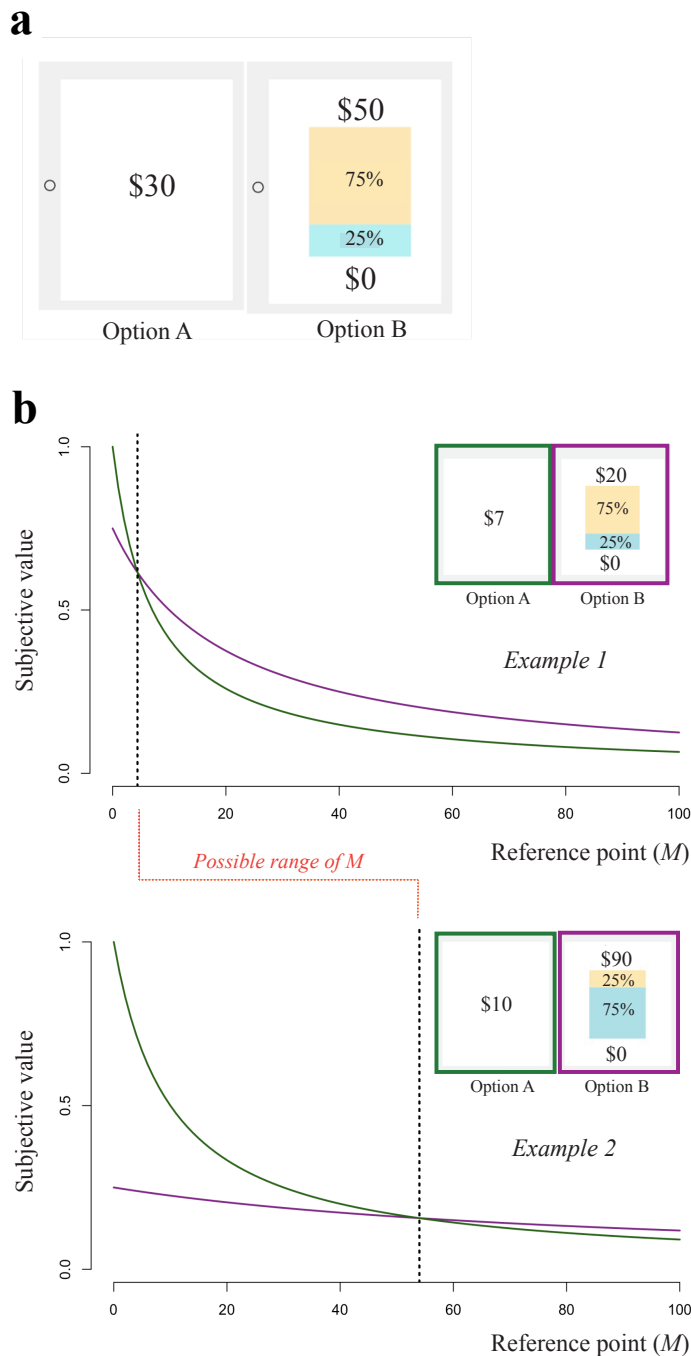 a
$30
$50
75%
25%
$0
Option A
Option B
b
Subjective value
1.0
0.5
0.0
$7
$20
75%
25%
$0
Option A
Option B
Example 1
0 20 40 60 80 100
Reference point (M)
Possible range of M
Subjective value
1.0
0.5
0.0
$10
$90
25%
75%
$0
Option A
Option B
Example 2
0 20 40 60 80 100
Reference point (M)